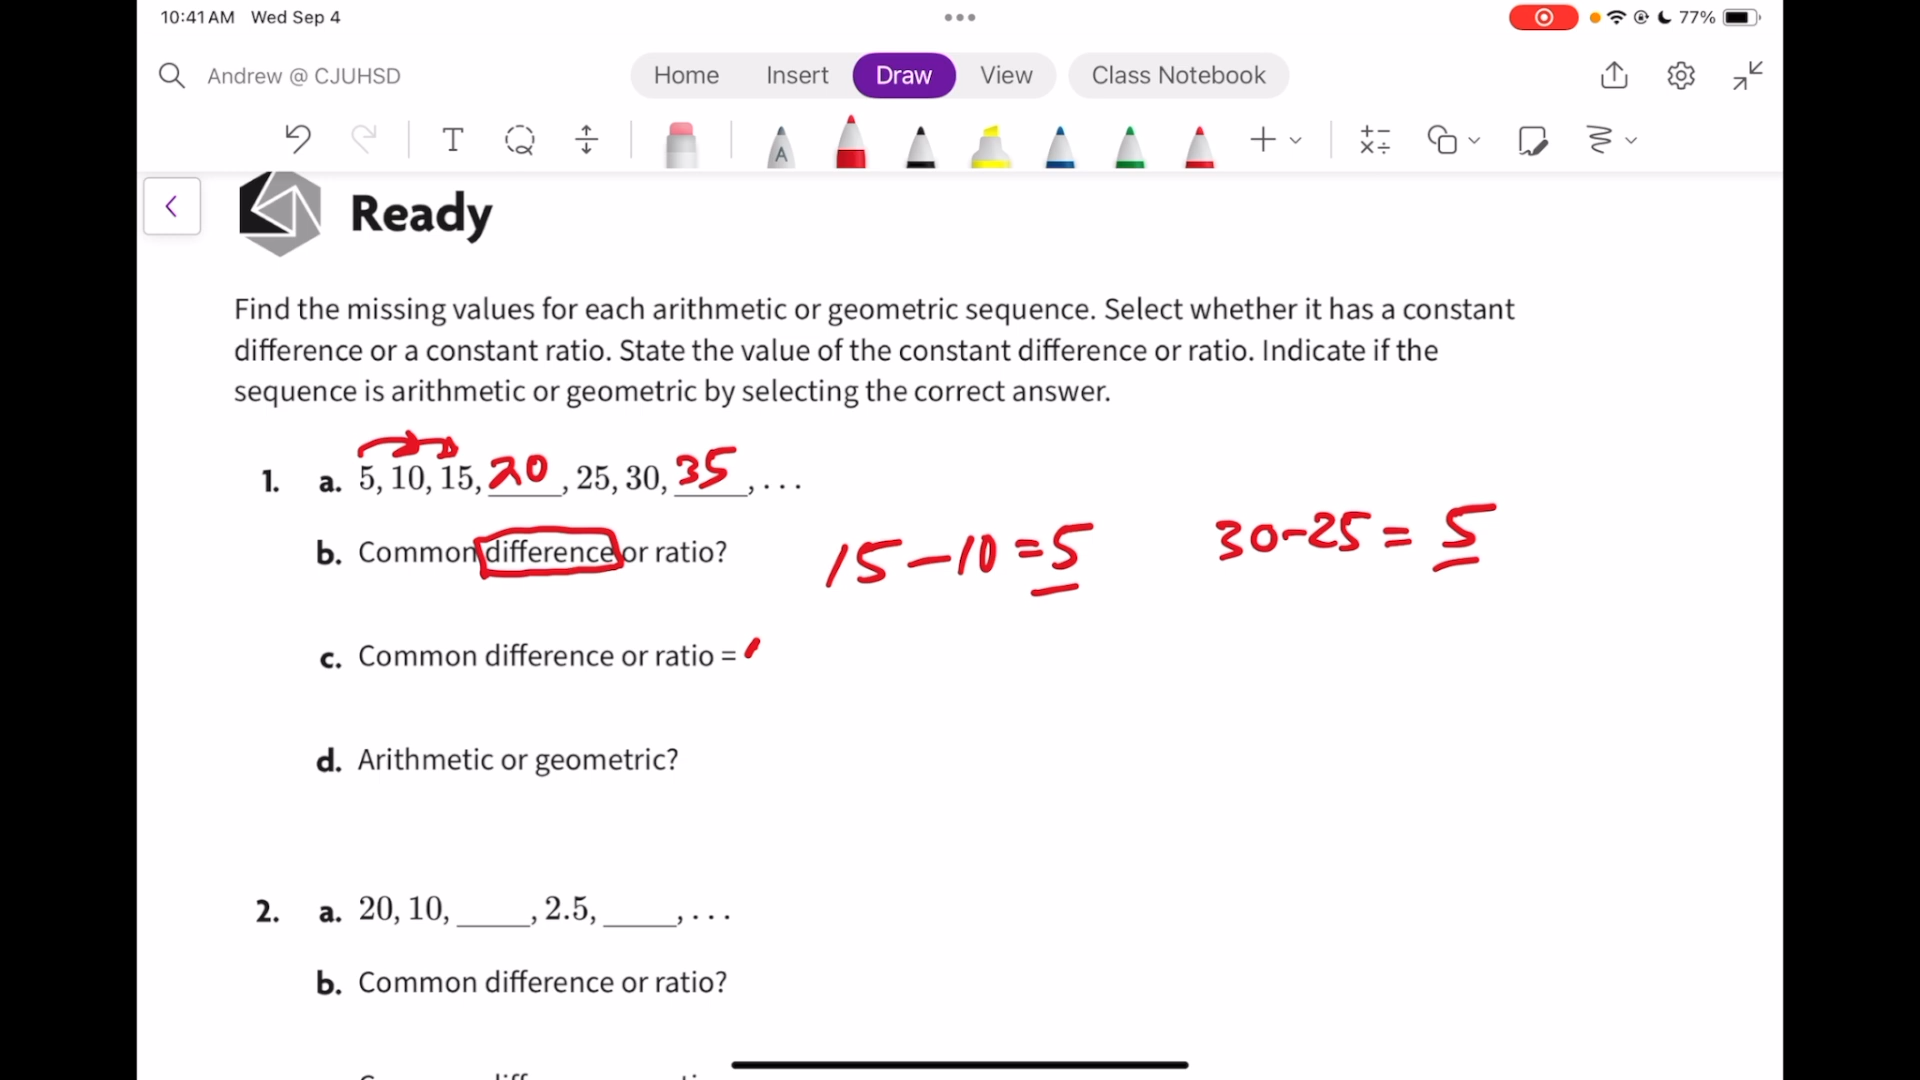 10:41 AM Wed Sep 4
77%
Andrew @ CJUHSD
Home Insert Draw View Class Notebook
T A
Ready
Find the missing values for each arithmetic or geometric sequence. Select whether it has a constant
difference or a constant ratio. State the value of the constant difference or ratio. Indicate if the
sequence is arithmetic or geometric by selecting the correct answer.
1. a. 5, 10, 15, 20, 25, 30, 35, ...
b. Common difference or ratio? 15-10=5 30-25=5
c. Common difference or ratio =
d. Arithmetic or geometric?
2. a. 20, 10, ____, 2.5, ____, ...
b. Common difference or ratio?